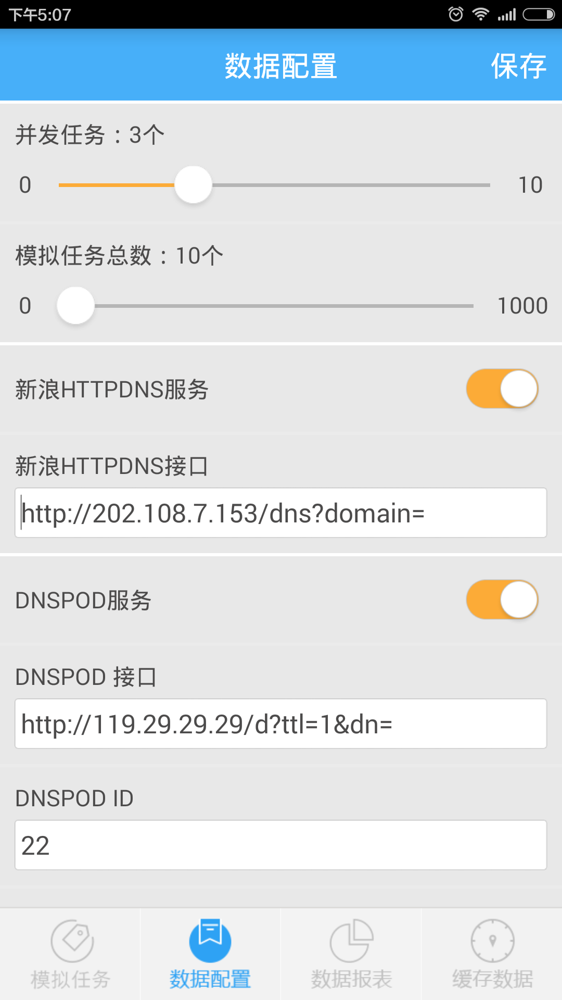 下午5:07
数据配置
保存
并发任务：3个
0
10
模拟任务总数：10个
0
1000
新浪HTTPDNS服务
新浪HTTPDNS接口
http://202.108.7.153/dns?domain=
DNSPOD服务
DNSPOD 接口
http://119.29.29.29/d?ttl=1&dn=
DNSPOD ID
22
模拟任务
数据配置
数据报表
缓存数据